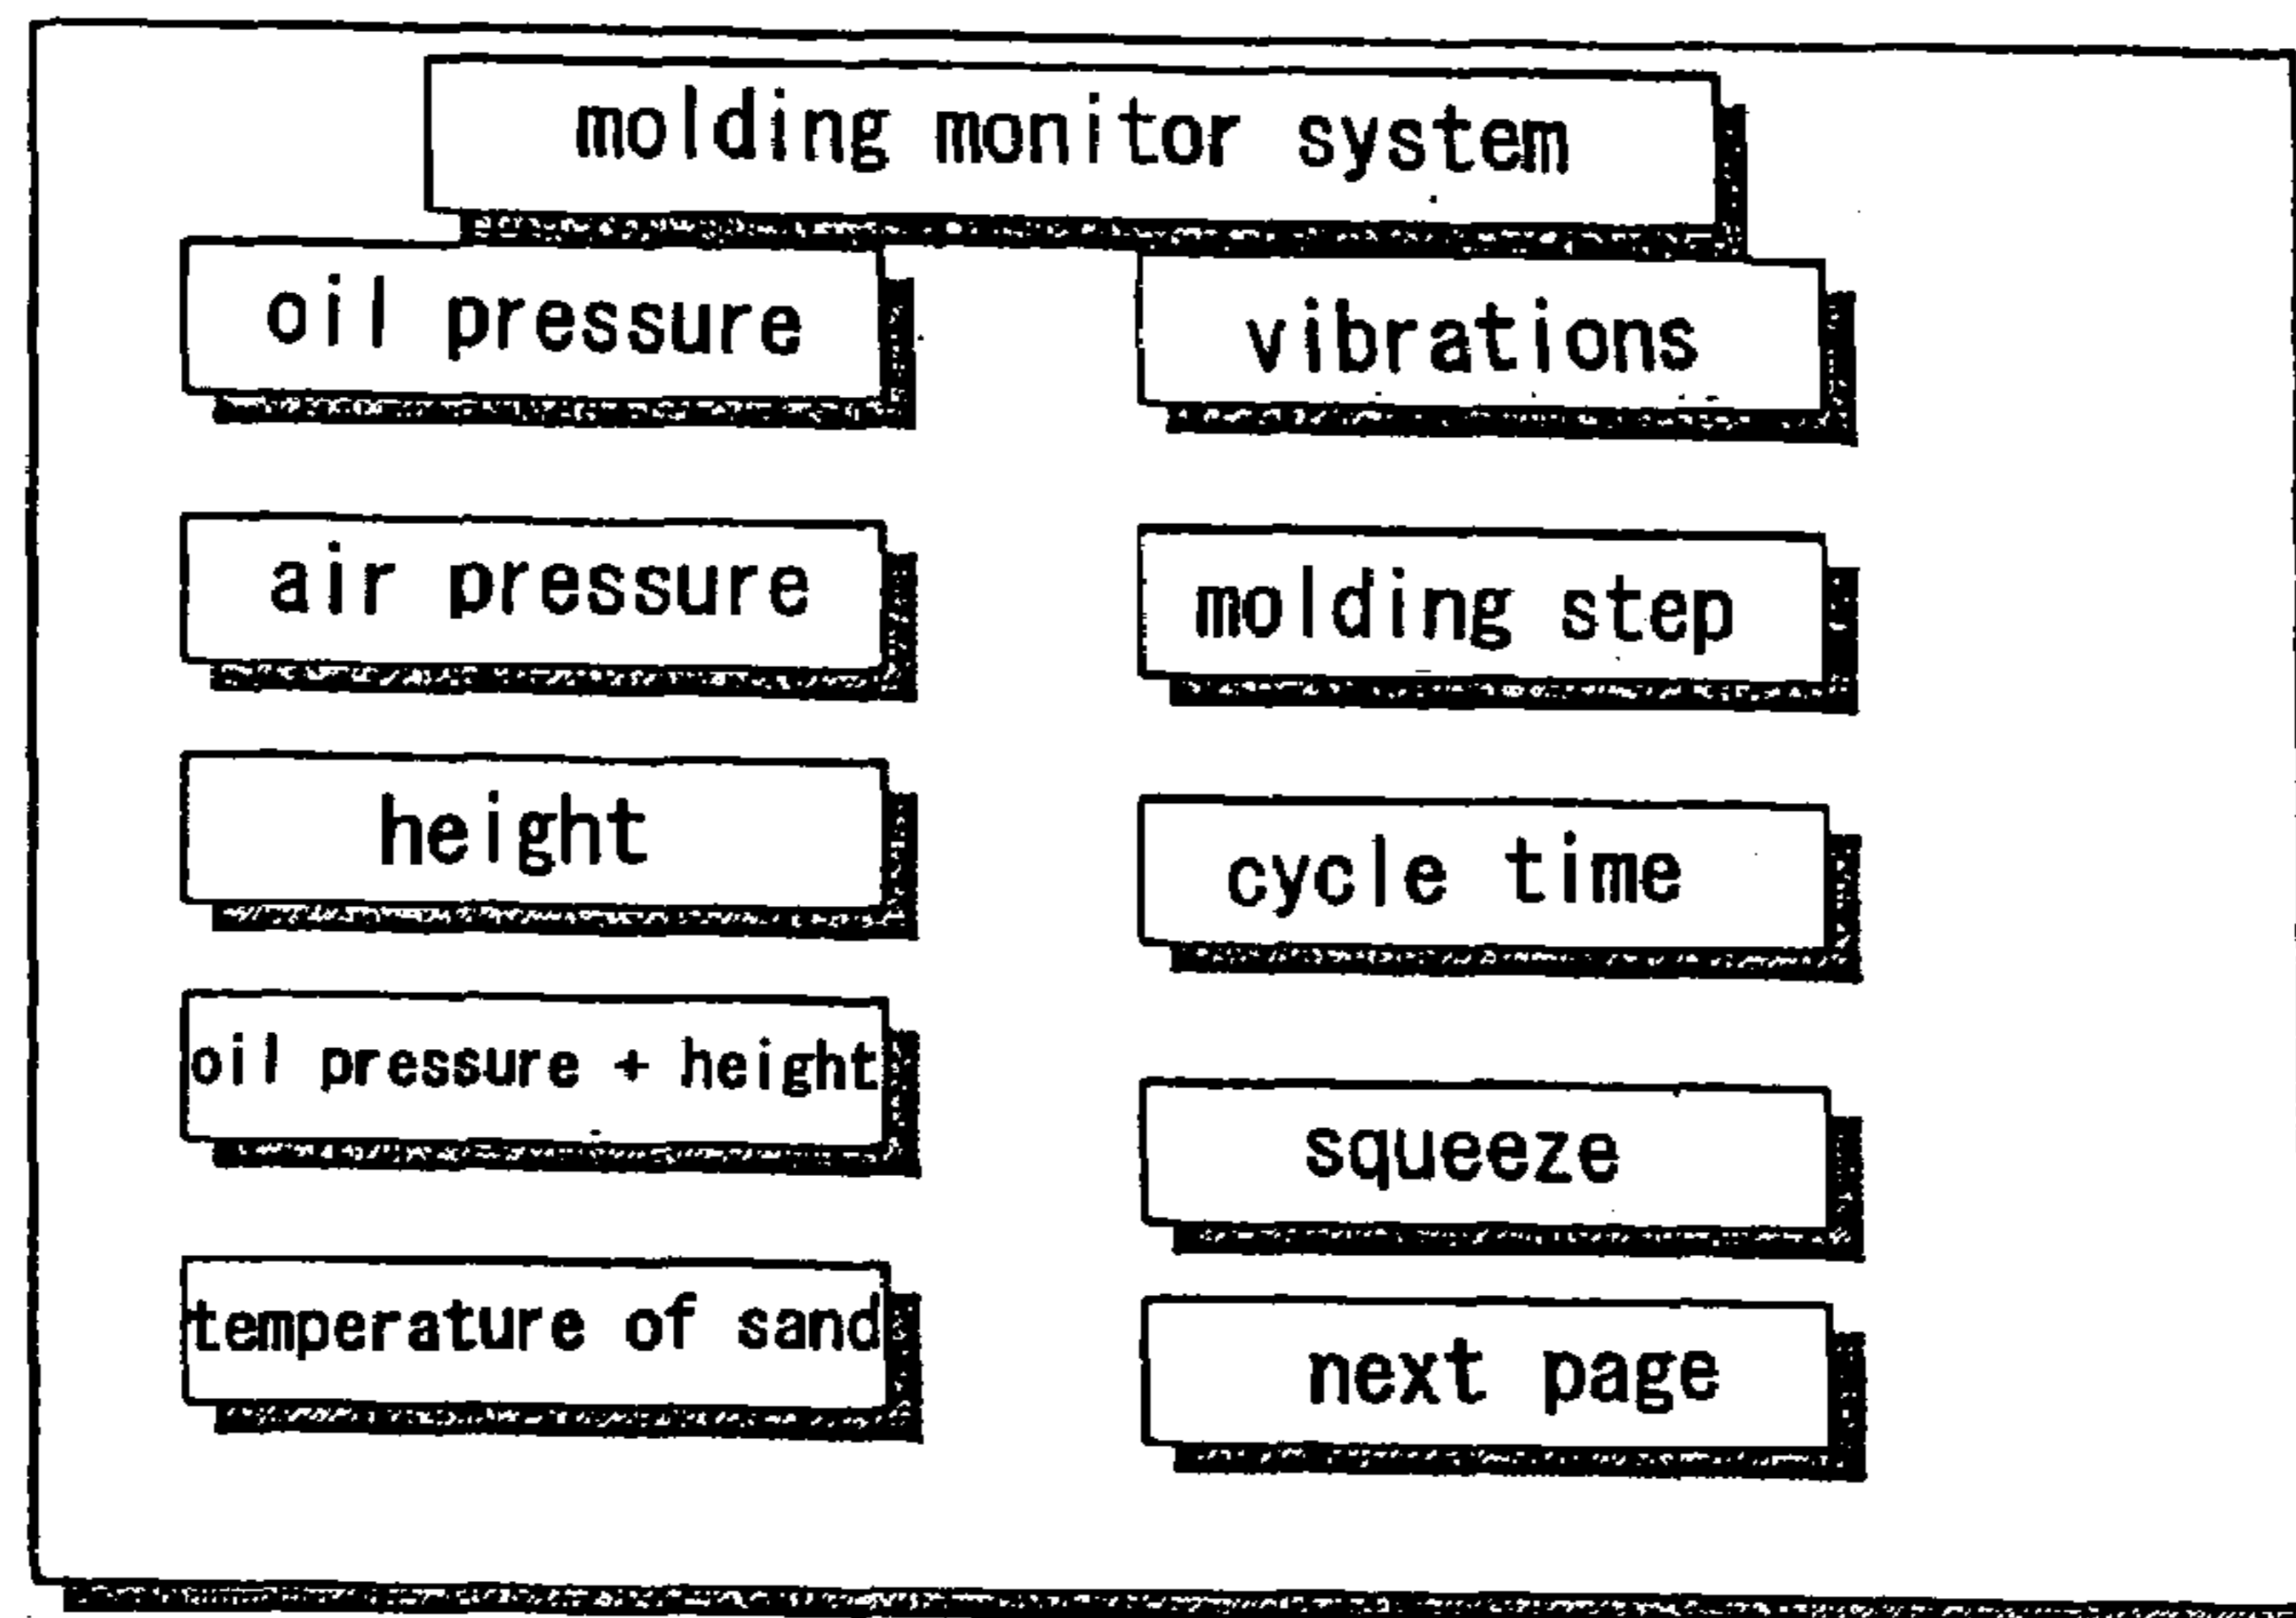 molding monitor system
oil pressure
vibrations
air pressure
molding step
height
cycle time
oil pressure + height
squeeze
temperature of sand
next page